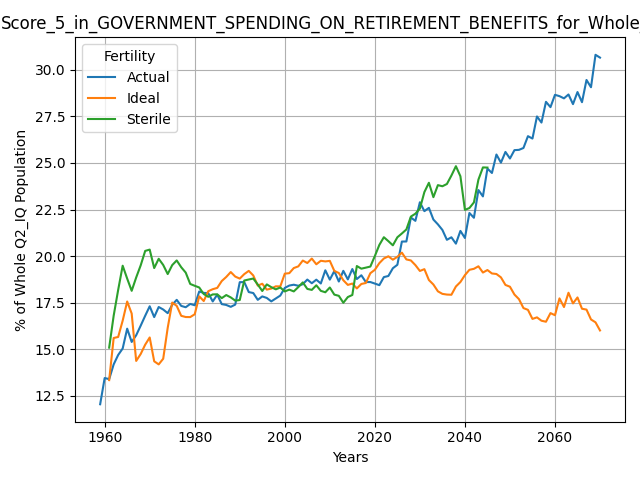 Score_5_in_GOVERNMENT_SPENDING_ON_RETIREMENT_BENEFITS_for_Whole_
Fertility
Actual
Ideal
Sterile
30.0
27.5
25.0
22.5
20.0
17.5
15.0
12.5
% of Whole Q2_IQ Population
1960
1980
2000
2020
2040
2060
Years